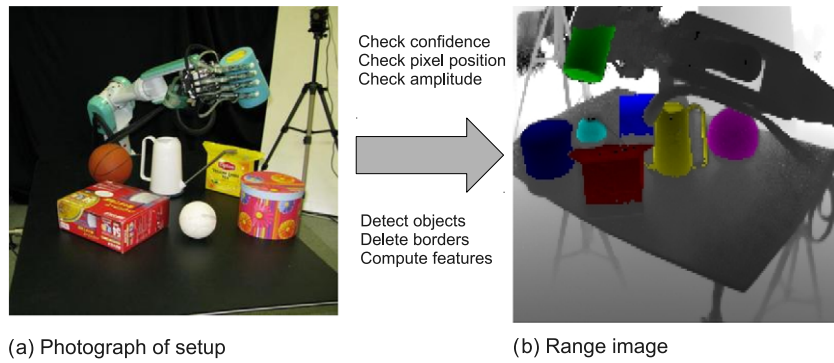 Check confidence
Check pixel position
Check amplitude
Detect objects
Delete borders
Compute features
(a) Photograph of setup
(b) Range image